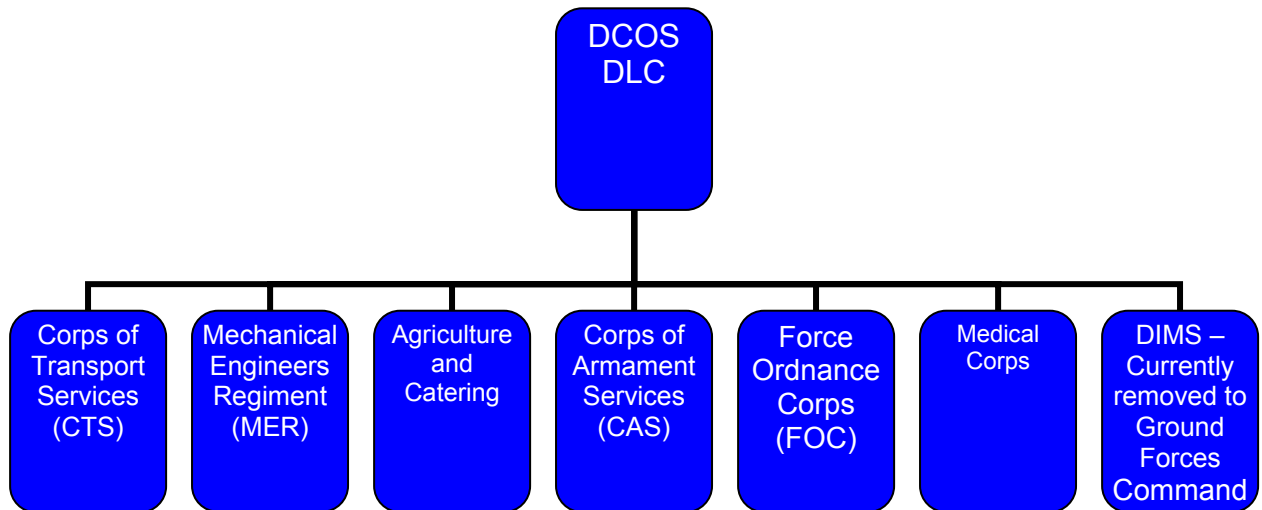 DCOS
DLC
Corps of
Transport
Services
(CTS)
Mechanical
Engineers
Regiment
(MER)
Agriculture
and
Catering
Corps of
Armament
Services
(CAS)
Force
Ordnance
Corps
(FOC)
Medical
Corps
DIMS –
Currently
removed to
Ground
Forces
Command